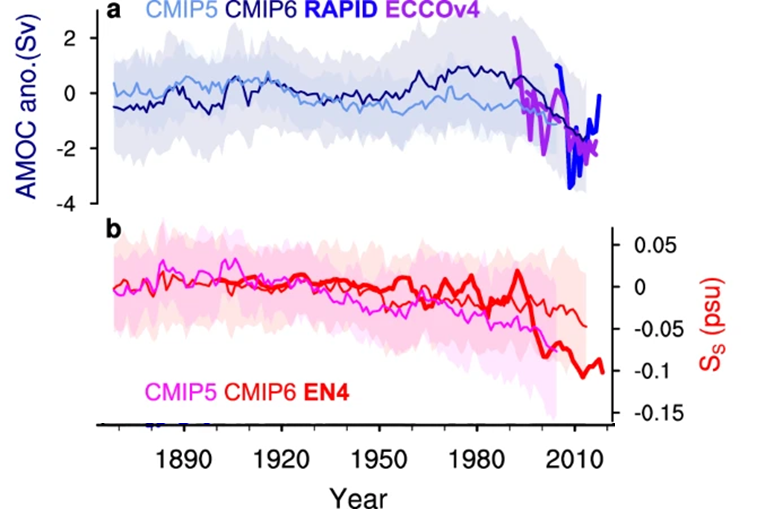 a CMIP5 CMIP6 RAPID ECCOv4
AMOC ano.(Sv)
2
0
-2
-4
b
0.05
0
-0.05
-0.1
-0.15
S_S (psu)
CMIP5 CMIP6 EN4
1890 1920 1950 1980 2010
Year